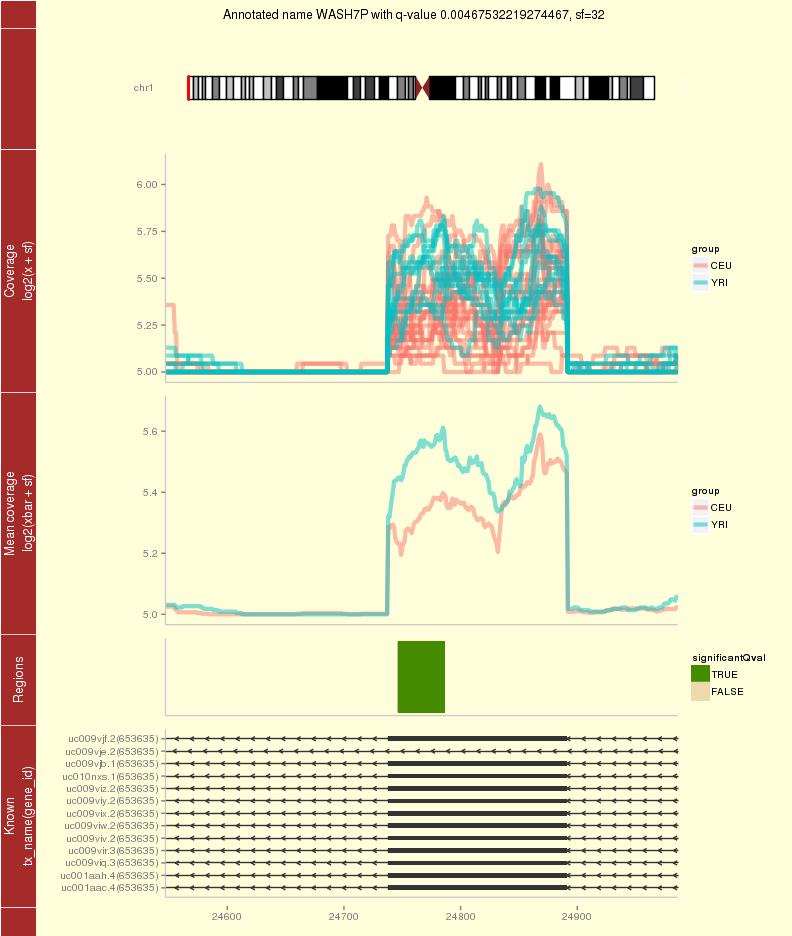 Annotated name WASH7P with q-value 0.00467532219274467, sf=32
chr1
Coverage
log2(x + sf)
6.00
5.75
5.50
5.25
5.00
group
CEU
YRI
Mean coverage
log2(xbar + sf)
5.6
5.4
5.2
5.0
group
CEU
YRI
Regions
significantQval
TRUE
FALSE
Known
tx_name(gene_id)
uc009vjf.2(653635)
uc009vje.2(653635)
uc009vjb.1(653635)
uc010nxs.1(653635)
uc009viz.2(653635)
uc009viy.2(653635)
uc009vix.2(653635)
uc009viw.2(653635)
uc009viv.2(653635)
uc009vir.3(653635)
uc009viq.3(653635)
uc001aah.4(653635)
uc001aac.4(653635)
24600
24700
24800
24900